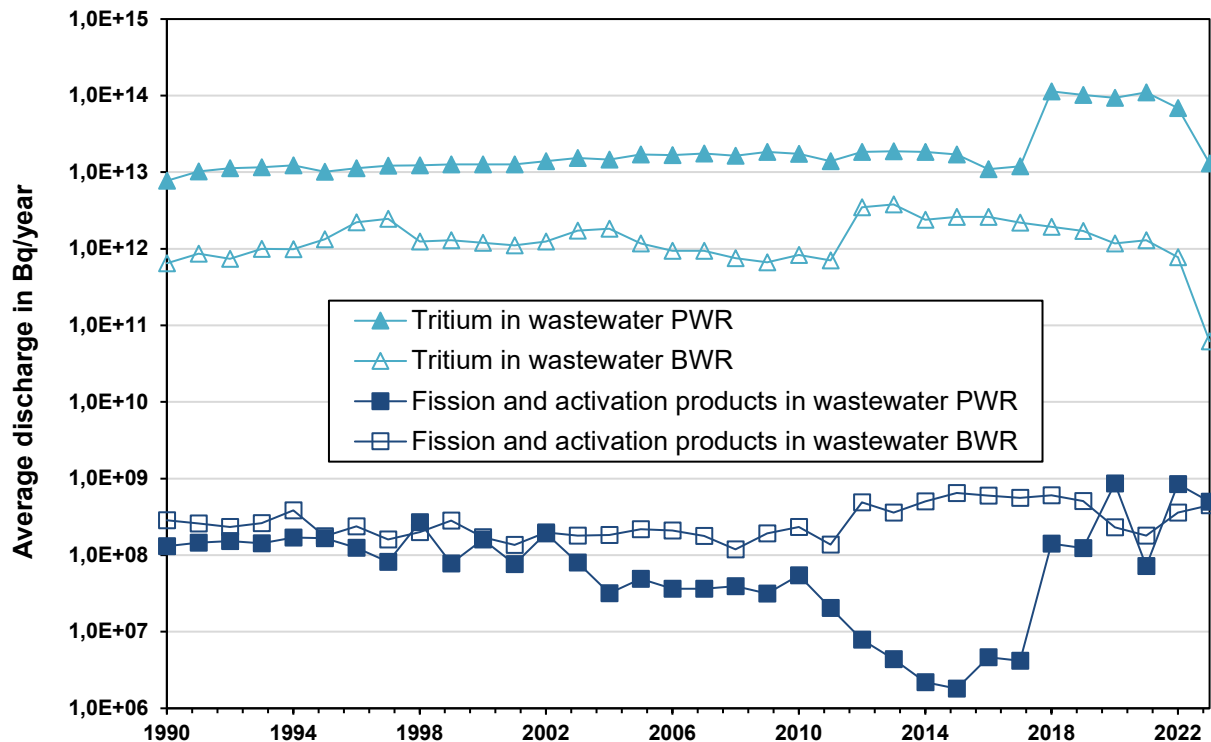 1,0E+15
1,0E+14
1,0E+13
1,0E+12
1,0E+11
1,0E+10
1,0E+09
1,0E+08
1,0E+07
1,0E+06
Average discharge in Bq/year
Tritium in wastewater PWR
Tritium in wastewater BWR
Fission and activation products in wastewater PWR
Fission and activation products in wastewater BWR
1990 1994 1998 2002 2006 2010 2014 2018 2022